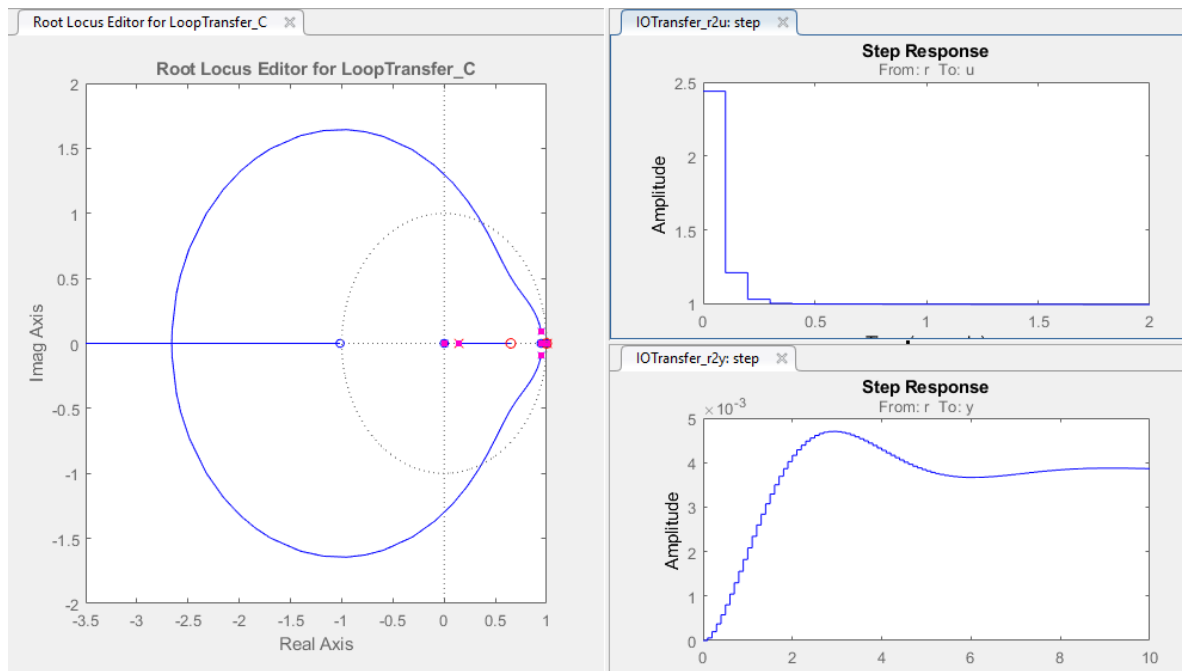 Root Locus Editor for LoopTransfer_C
Root Locus Editor for LoopTransfer_C
2
1.5
1
0.5
0
-0.5
-1
-1.5
-2
Imag Axis
-3.5 -3 -2.5 -2 -1.5 -1 -0.5 0 0.5 1
Real Axis
IOTransfer_r2u: step
Step Response
From: r To: u
2.5
2
1.5
1
Amplitude
0 0.5 1 1.5 2
IOTransfer_r2y: step
Step Response
From: r To: y
×10⁻³
5
4
3
2
1
0
Amplitude
0 2 4 6 8 10